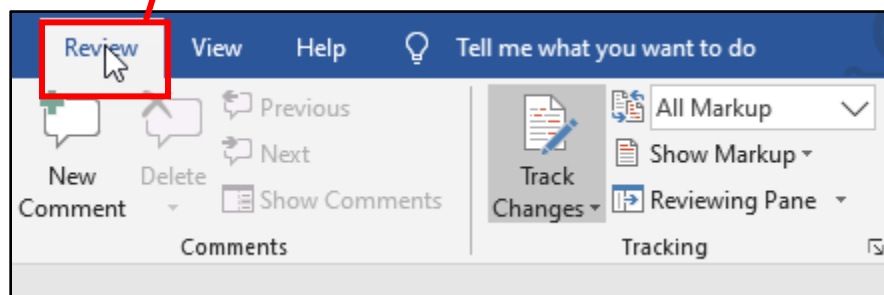 Review View Help Tell me what you want to do
Previous
Next
Show Comments
New
Comment
Delete
Comments
Track
Changes
All Markup
Show Markup
Reviewing Pane
Tracking